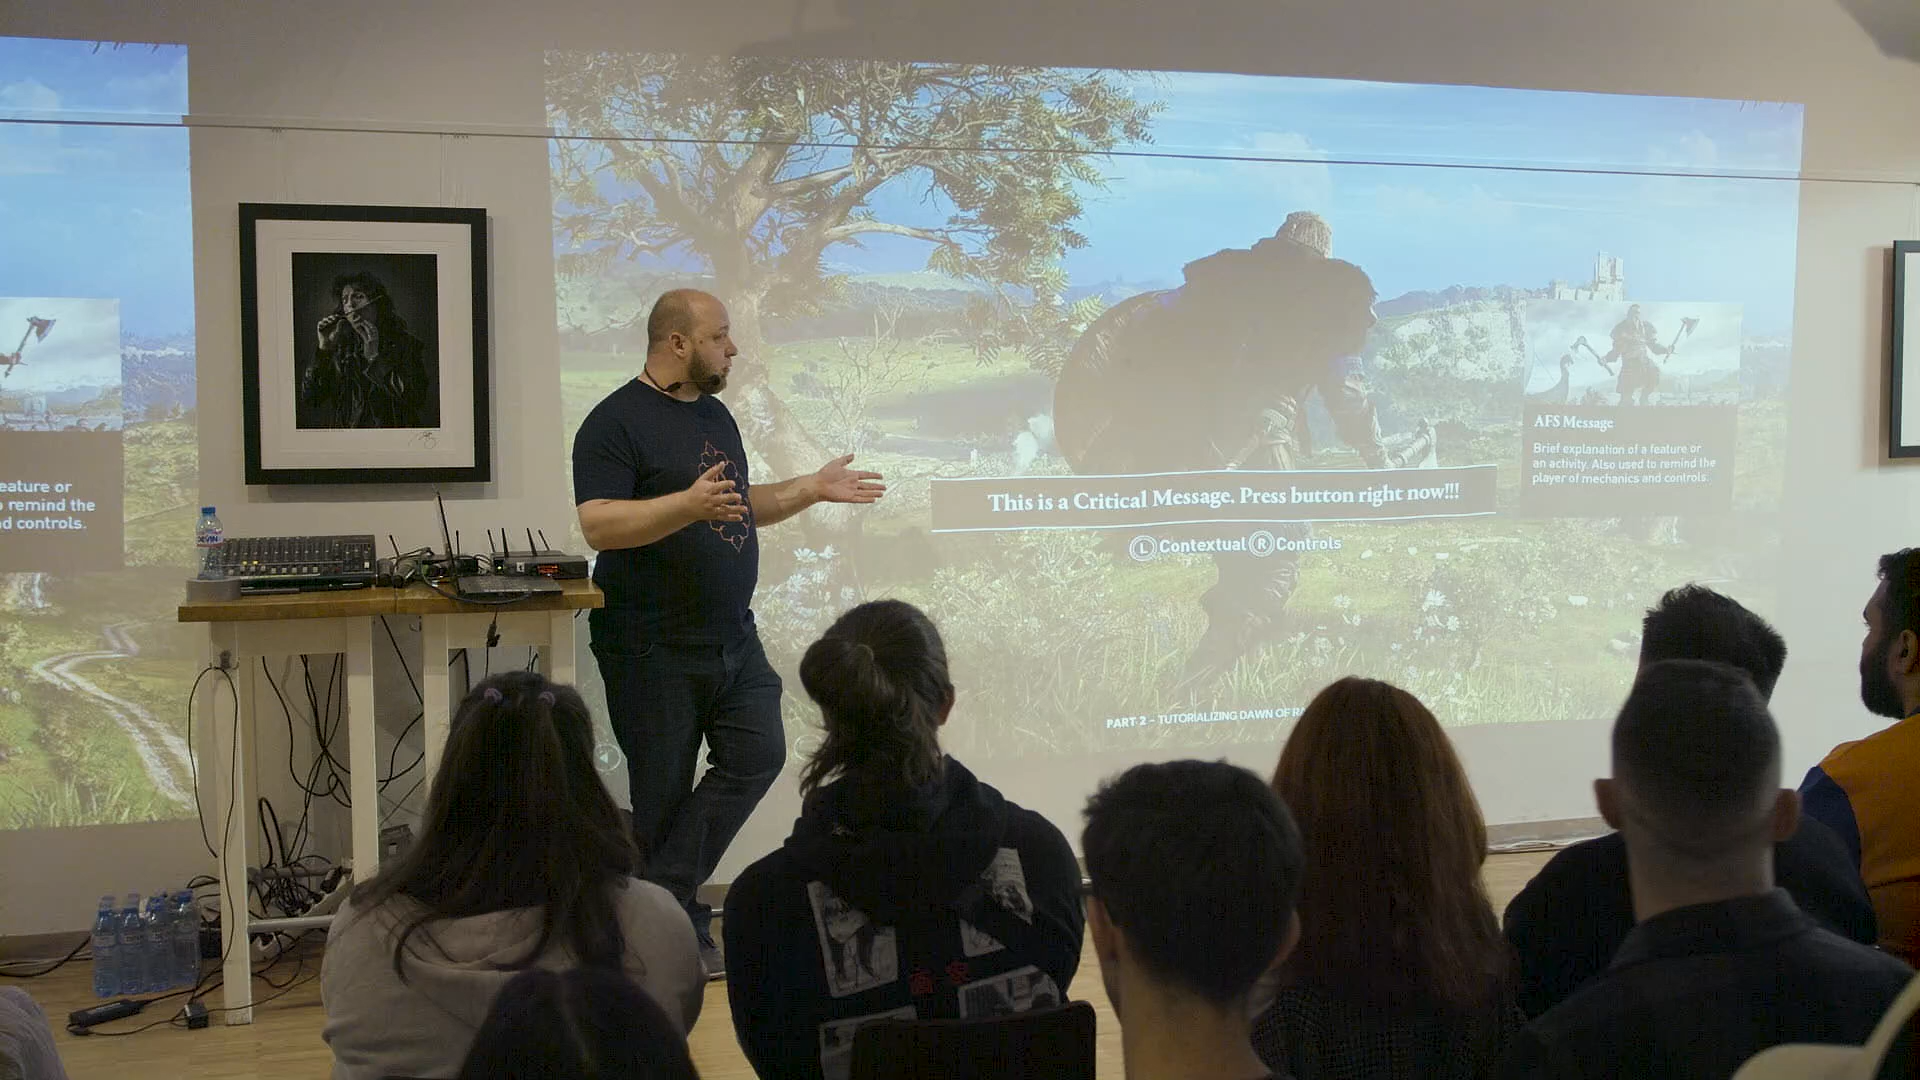 eature or
o remind the
d controls.
DEVIN
This is a Critical Message. Press button right now!!!
L Contextual R Controls
AFS Message
Brief explanation of a feature or
an activity. Also used to remind the
player of mechanics and controls.
PART 2 - TUTORIALIZING DAWN OF RA